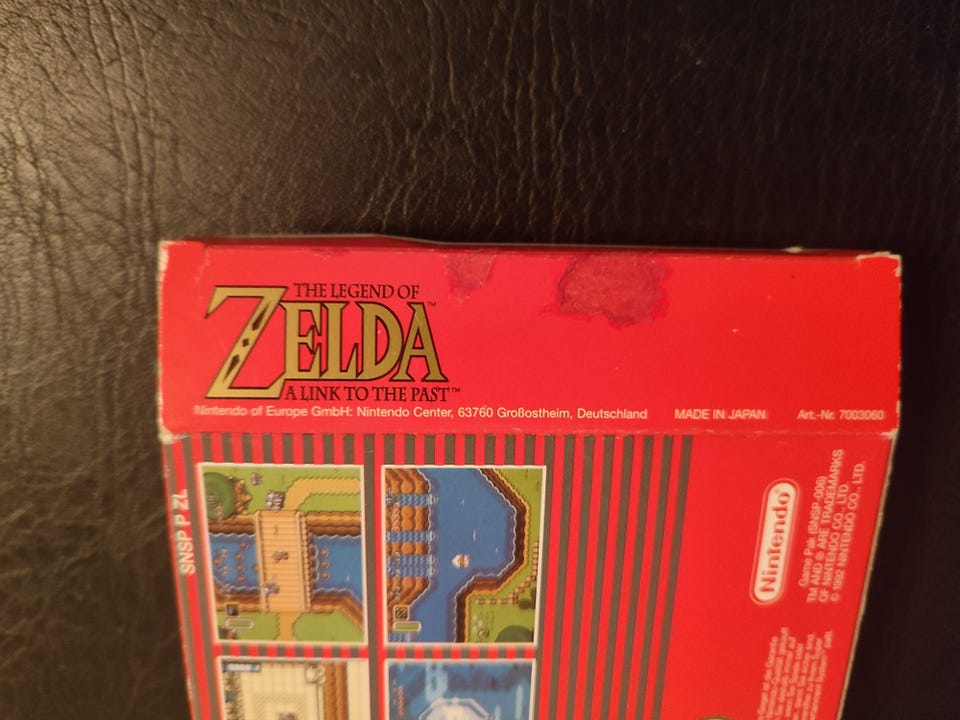 THE LEGEND OF
ZELDA™
A LINK TO THE PAST™
Nintendo of Europe GmbH: Nintendo Center, 63760 Großostheim, Deutschland MADE IN JAPAN Art.-Nr. 7003060
SNSP P ZL
Nintendo®
Game Pak (SNSP-006)
TM AND ® ARE TRADEMARKS
OF NINTENDO CO., LTD.
© 1992 NINTENDO CO., LTD.